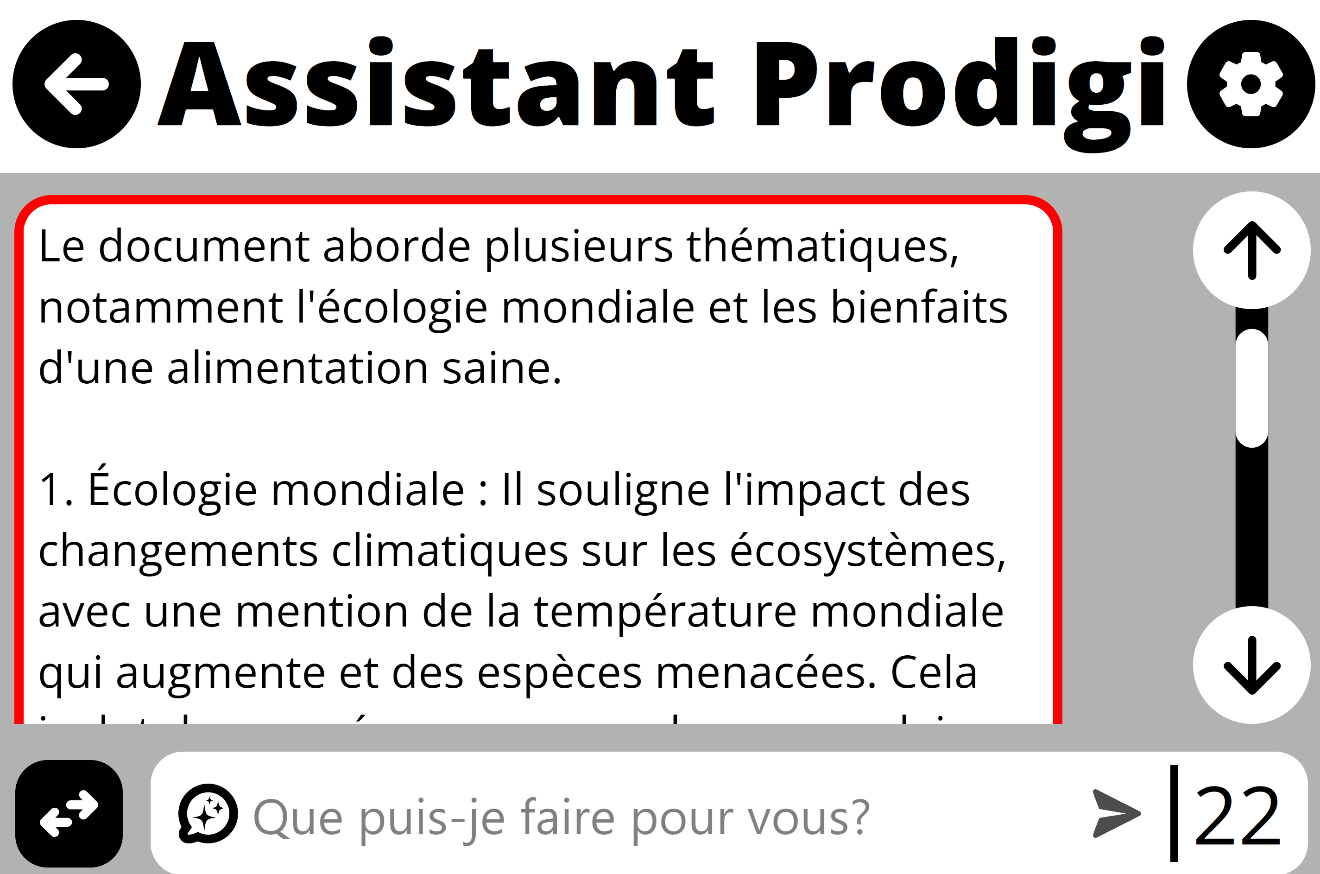 Assistant Prodigi
Le document aborde plusieurs thématiques,
notamment l'écologie mondiale et les bienfaits
d'une alimentation saine.
1. Écologie mondiale : Il souligne l'impact des
changements climatiques sur les écosystèmes,
avec une mention de la température mondiale
qui augmente et des espèces menacées. Cela
Que puis-je faire pour vous?
22